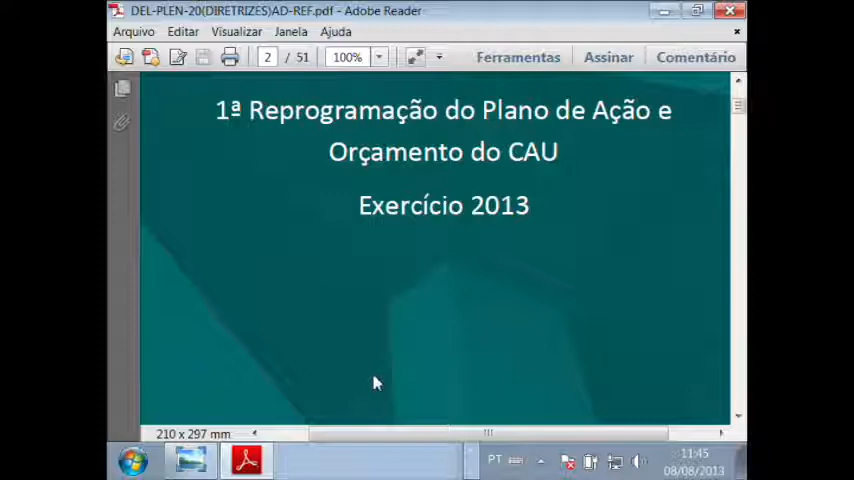 DEL-PLEN-20(DIRETRIZES)AD-REF.pdf - Adobe Reader
Arquivo Editar Visualizar Janela Ajuda
2 / 51 100% Ferramentas Assinar Comentário
1ª Reprogramação do Plano de Ação e
Orçamento do CAU
Exercício 2013
210 x 297 mm
PT 11:45
08/08/2013